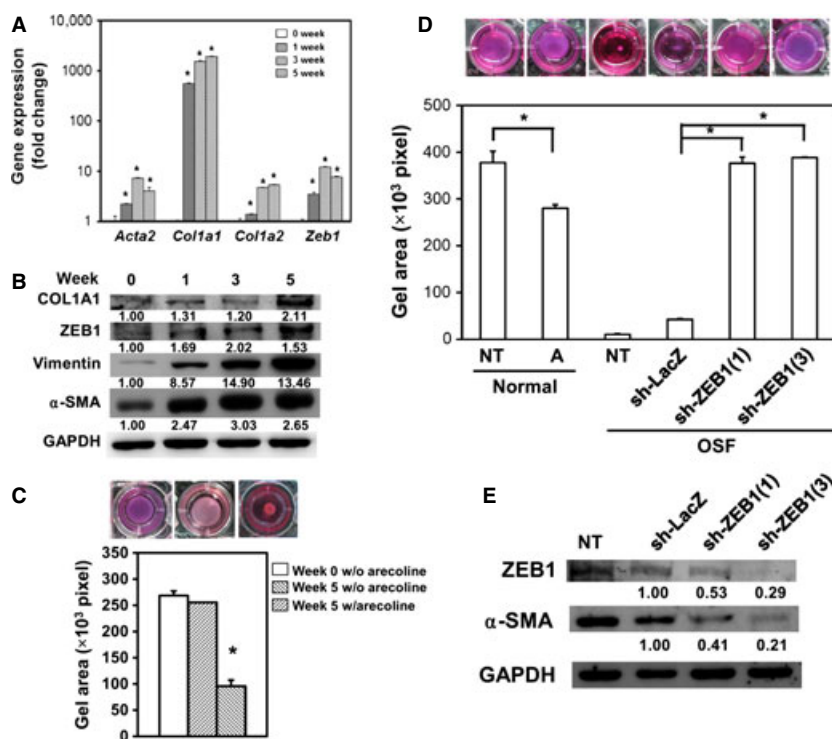 A
Gene expression
(fold change)
10,000
1,000
100
10
1
0 week
1 week
3 week
5 week
* * * * * * * * * * * *
Acta2 Col1a1 Col1a2 Zeb1
B
Week 0 1 3 5
COL1A1
1.00 1.31 1.20 2.11
ZEB1
1.00 1.69 2.02 1.53
Vimentin
1.00 8.57 14.90 13.46
α-SMA
1.00 2.47 3.03 2.65
GAPDH
C
Gel area (×10³ pixel)
350
300
250
200
150
100
50
0
*
Week 0 w/o arecoline
Week 5 w/o arecoline
Week 5 w/arecoline
D
Gel area (×10³ pixel)
500
400
300
200
100
0
* * *
NT A NT sh-LacZ sh-ZEB1(1) sh-ZEB1(3)
Normal OSF
E
NT sh-LacZ sh-ZEB1(1) sh-ZEB1(3)
ZEB1
1.00 0.53 0.29
α-SMA
1.00 0.41 0.21
GAPDH